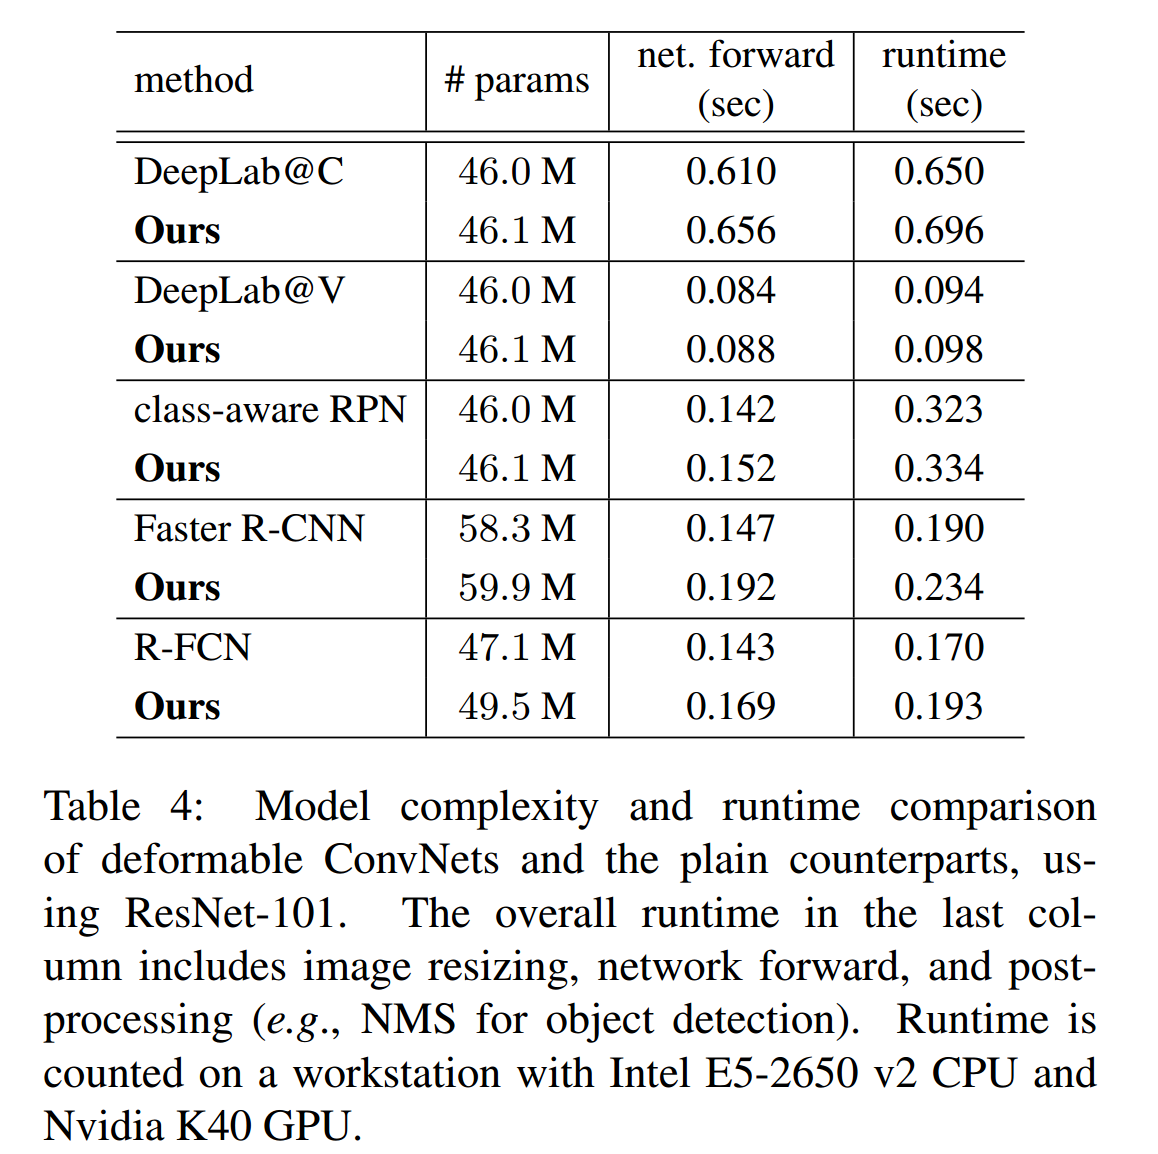 method # params net. forward (sec) runtime (sec)
DeepLab@C 46.0 M 0.610 0.650
Ours 46.1 M 0.656 0.696
DeepLab@V 46.0 M 0.084 0.094
Ours 46.1 M 0.088 0.098
class-aware RPN 46.0 M 0.142 0.323
Ours 46.1 M 0.152 0.334
Faster R-CNN 58.3 M 0.147 0.190
Ours 59.9 M 0.192 0.234
R-FCN 47.1 M 0.143 0.170
Ours 49.5 M 0.169 0.193
Table 4: Model complexity and runtime comparison
of deformable ConvNets and the plain counterparts, us-
ing ResNet-101. The overall runtime in the last col-
umn includes image resizing, network forward, and post-
processing (e.g., NMS for object detection). Runtime is
counted on a workstation with Intel E5-2650 v2 CPU and
Nvidia K40 GPU.